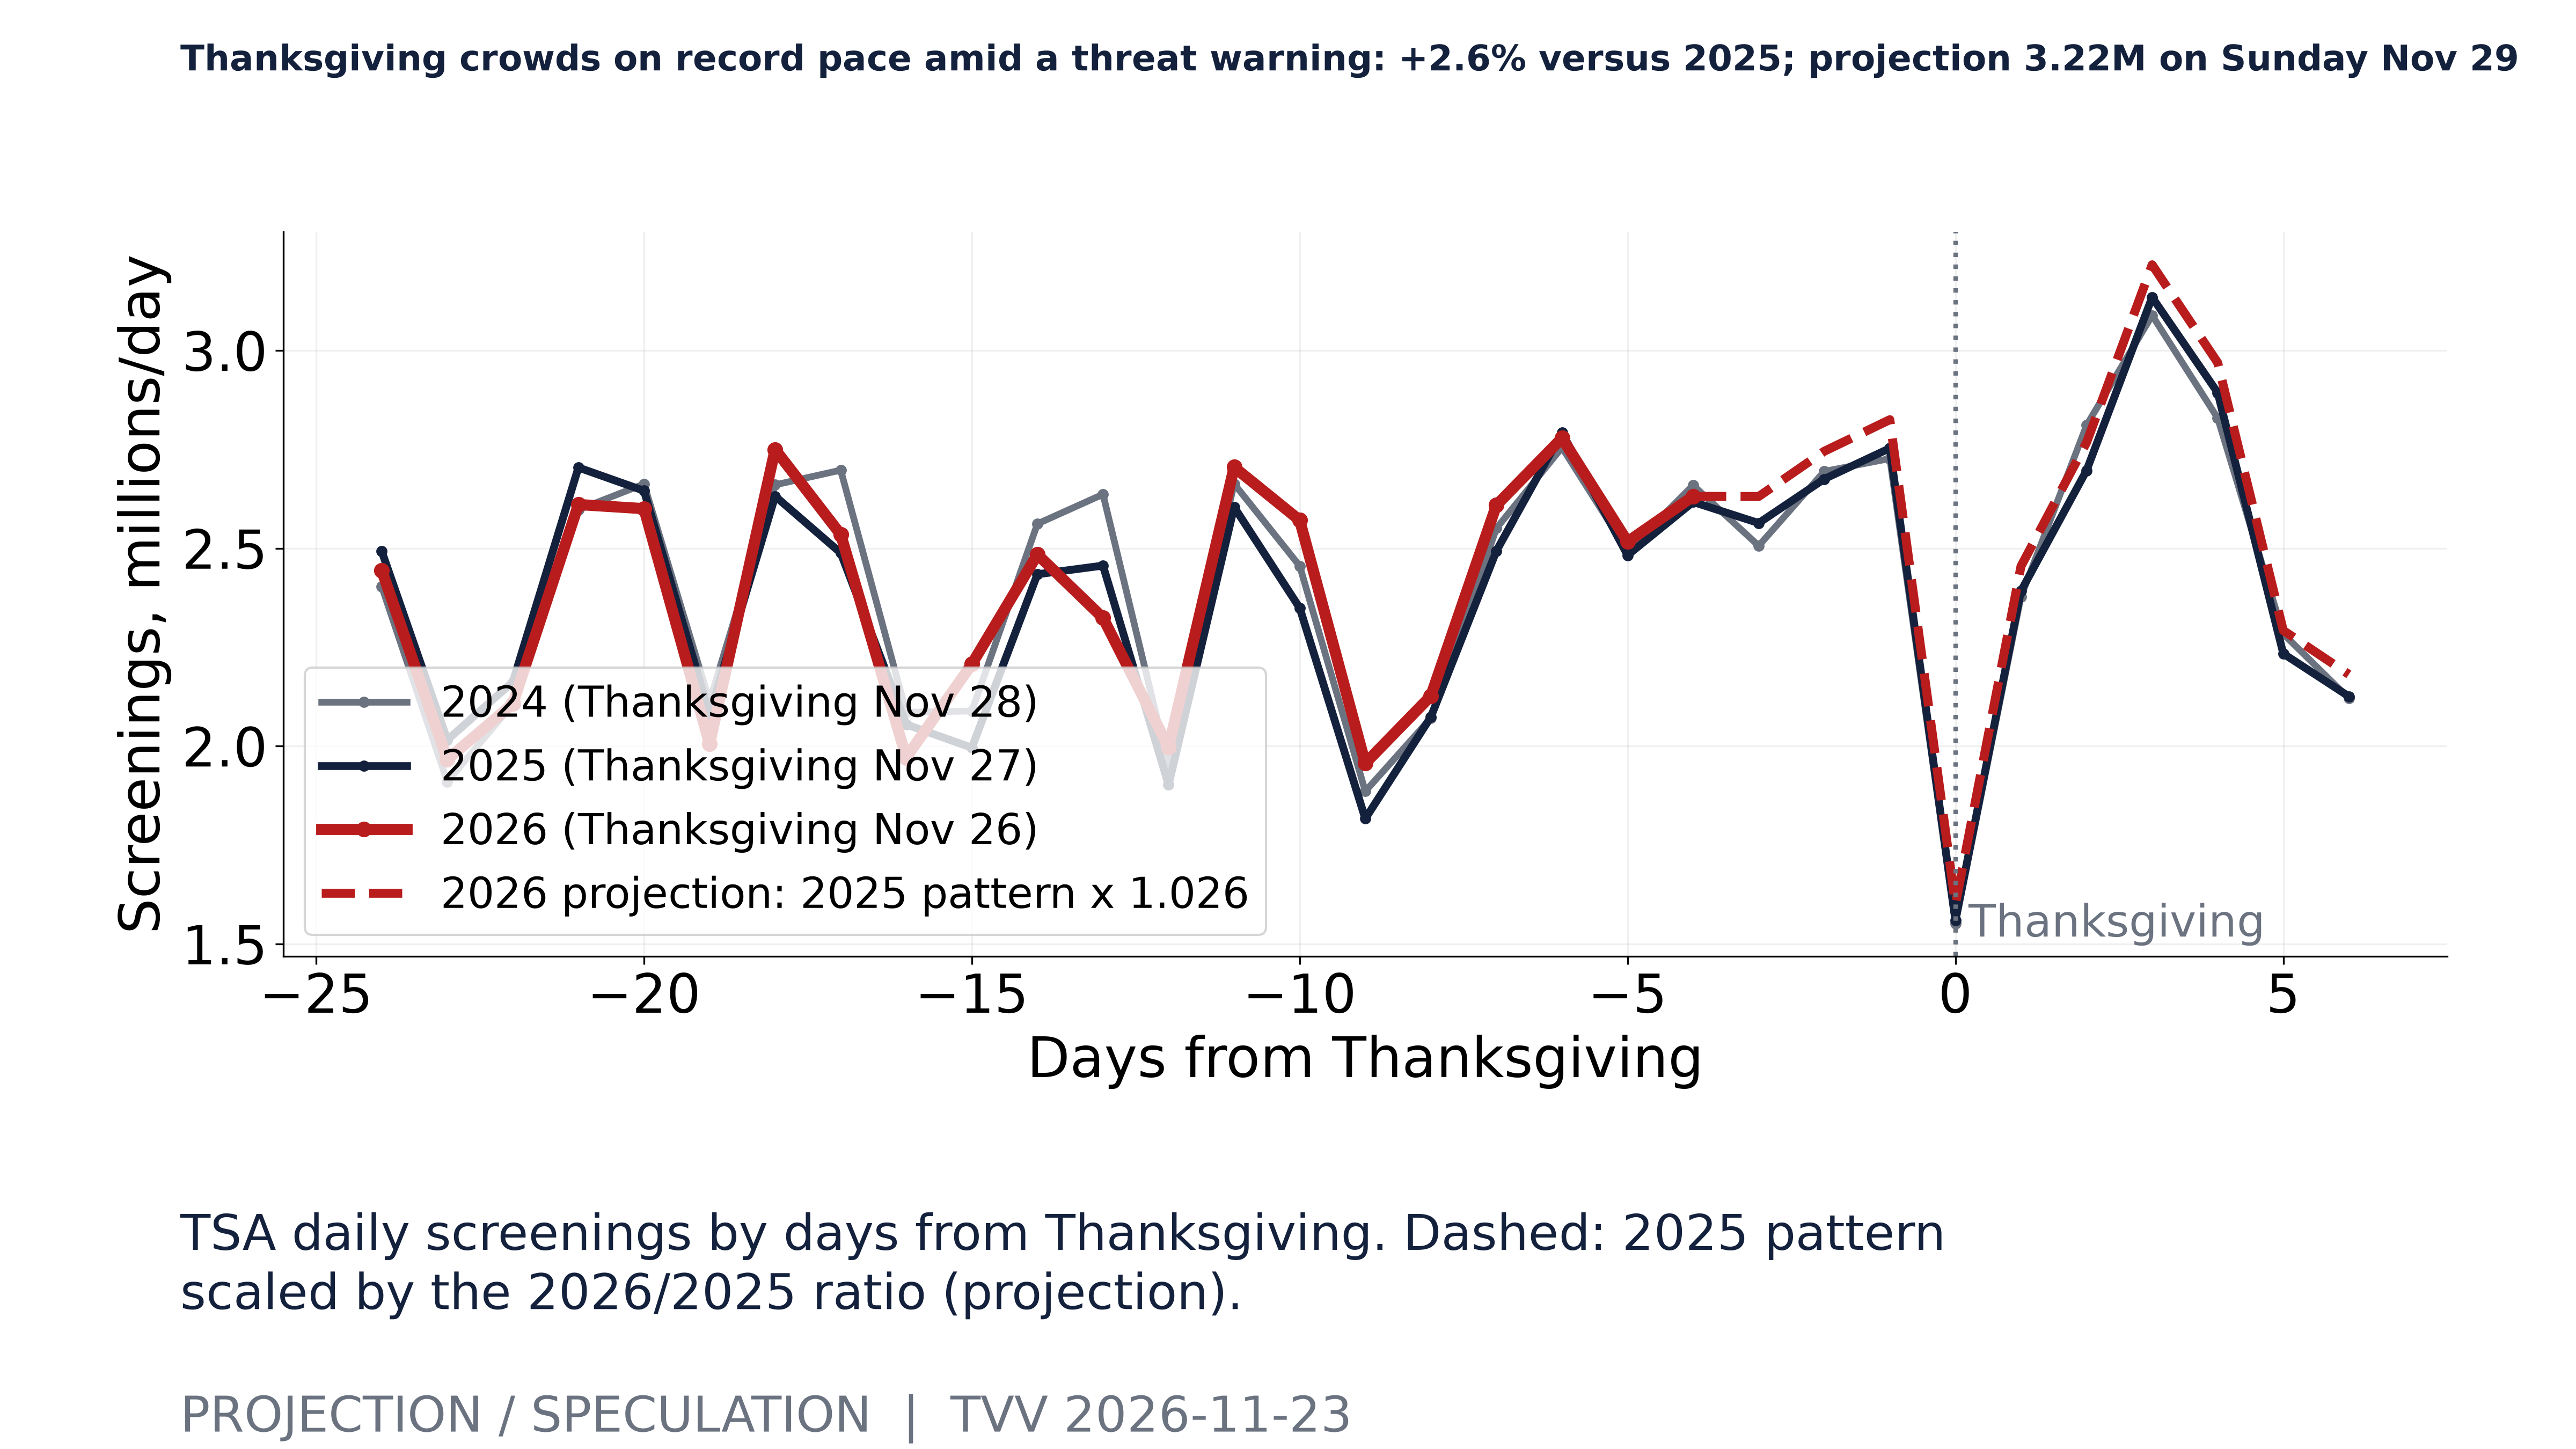 Thanksgiving crowds on record pace amid a threat warning: +2.6% versus 2025; projection 3.22M on Sunday Nov 29
Screenings, millions/day
3.0
2.5
2.0
1.5
2024 (Thanksgiving Nov 28)
2025 (Thanksgiving Nov 27)
2026 (Thanksgiving Nov 26)
2026 projection: 2025 pattern x 1.026
Thanksgiving
−25 −20 −15 −10 −5 0 5
Days from Thanksgiving
TSA daily screenings by days from Thanksgiving. Dashed: 2025 pattern
scaled by the 2026/2025 ratio (projection).
PROJECTION / SPECULATION | TVV 2026-11-23